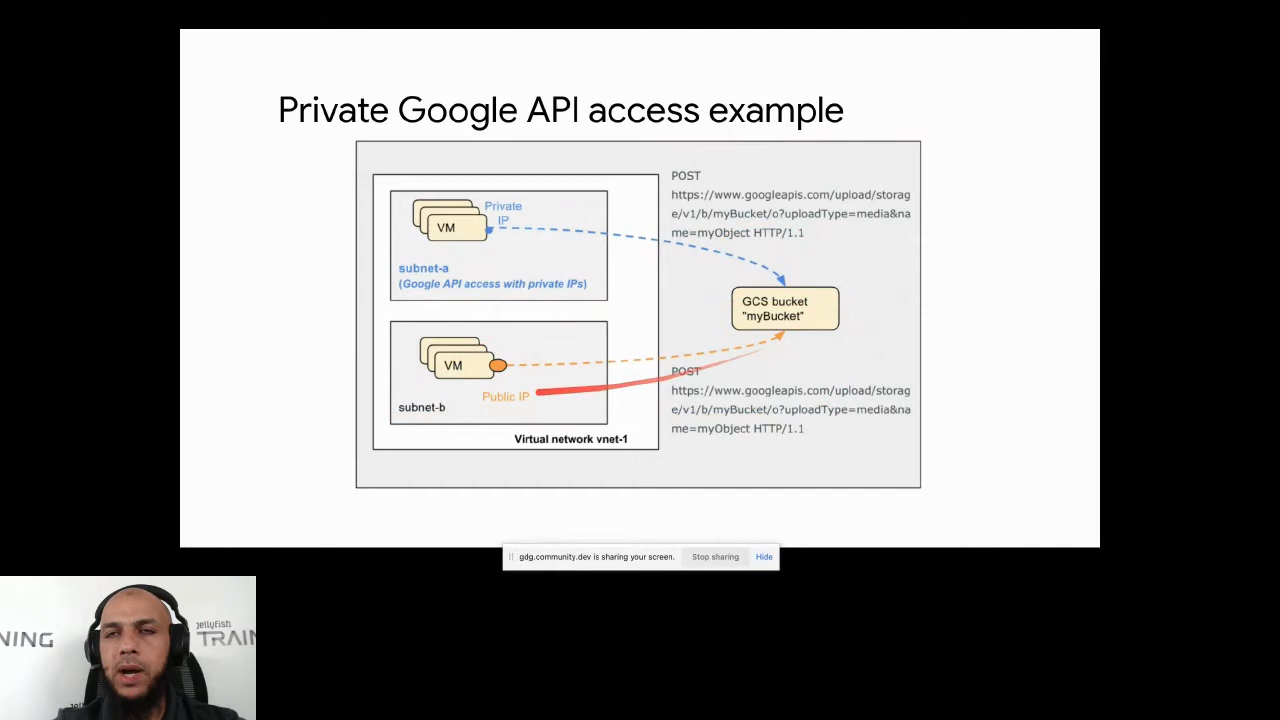 Private Google API access example
Private
IP
VM
subnet-a
(Google API access with private IPs)
VM
Public IP
subnet-b
Virtual network vnet-1
POST
https://www.googleapis.com/upload/storag
e/v1/b/myBucket/o?uploadType=media&na
me=myObject HTTP/1.1
GCS bucket
"myBucket"
POST
https://www.googleapis.com/upload/storag
e/v1/b/myBucket/o?uploadType=media&na
me=myObject HTTP/1.1
gdg.community.dev is sharing your screen.
Stop sharing
Hide
NING
jellyfish
TRAIN